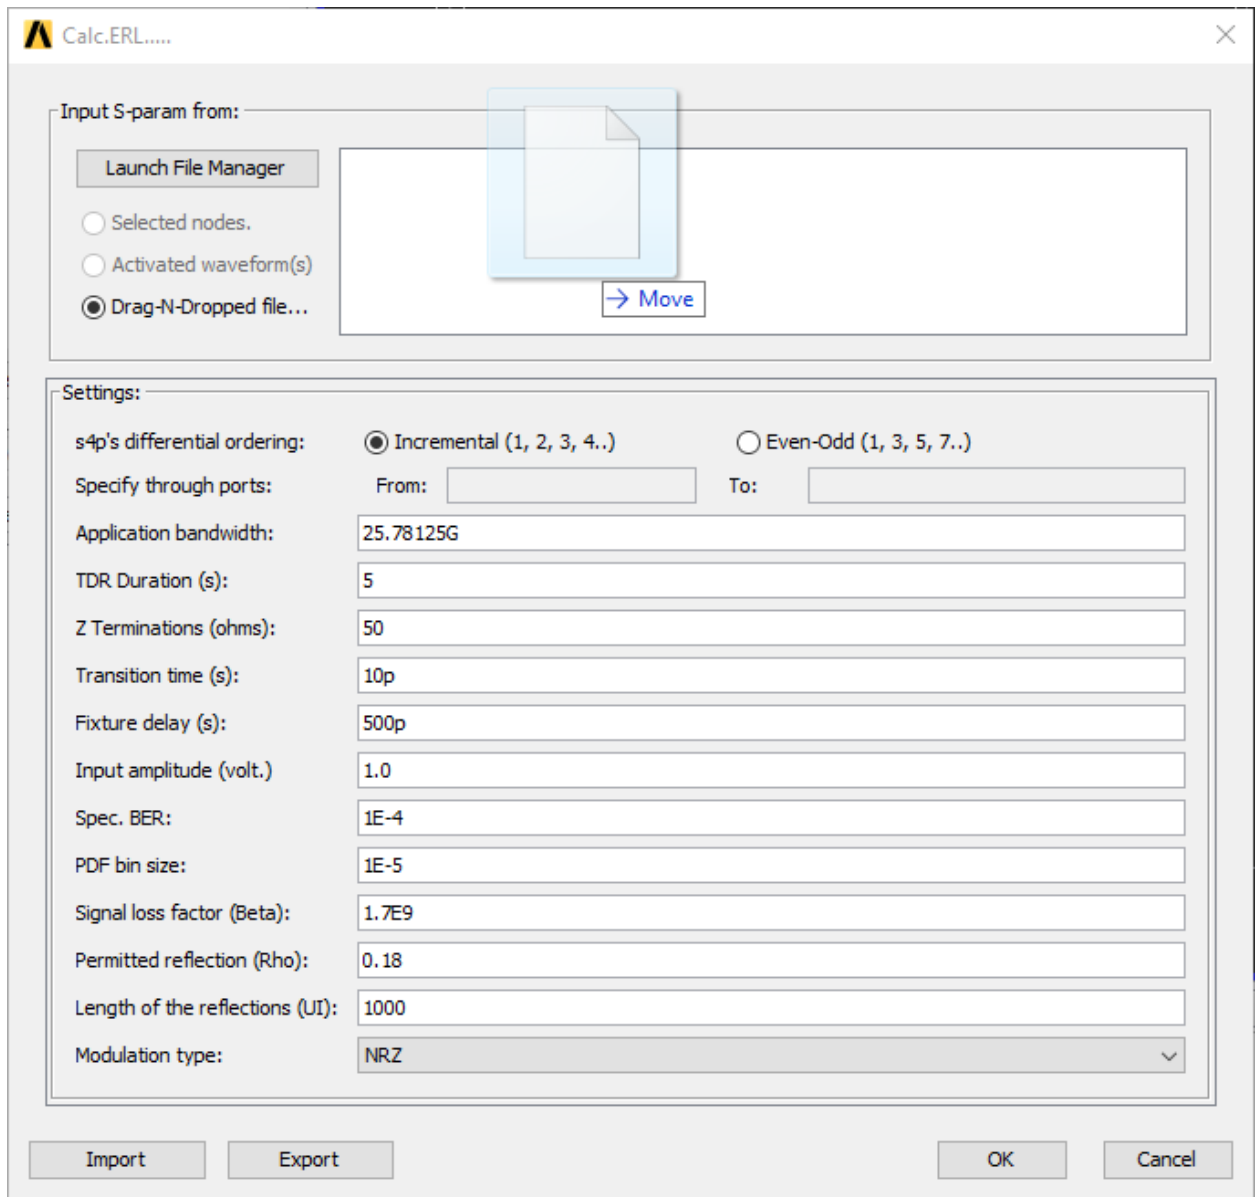 Calc.ERL.....
Input S-param from:
Launch File Manager
Selected nodes.
Activated waveform(s)
Drag-N-Dropped file...
→ Move
Settings:
s4p's differential ordering: Incremental (1, 2, 3, 4..) Even-Odd (1, 3, 5, 7..)
Specify through ports: From: To:
Application bandwidth: 25.78125G
TDR Duration (s): 5
Z Terminations (ohms): 50
Transition time (s): 10p
Fixture delay (s): 500p
Input amplitude (volt.) 1.0
Spec. BER: 1E-4
PDF bin size: 1E-5
Signal loss factor (Beta): 1.7E9
Permitted reflection (Rho): 0.18
Length of the reflections (UI): 1000
Modulation type: NRZ
Import Export OK Cancel